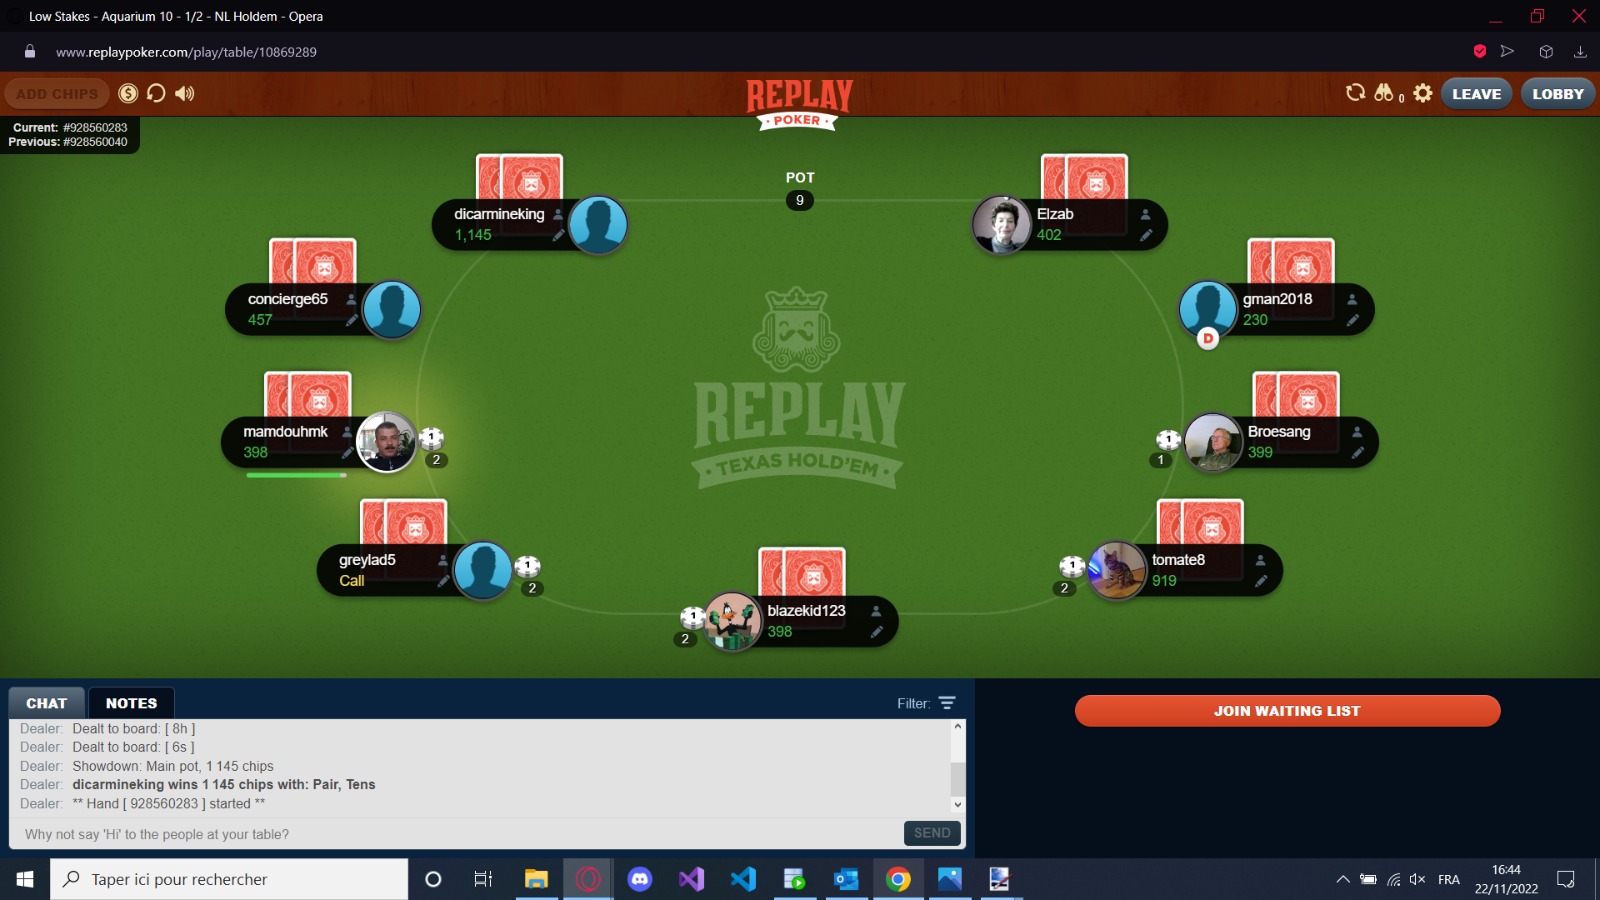 Low Stakes - Aquarium 10 - 1/2 - NL Holdem - Opera
www.replaypoker.com/play/table/10869289
ADD CHIPS
REPLAY
POKER
0
LEAVE
LOBBY
Current: #928560283
Previous: #928560040
POT
9
dicarmineking
1,145
Elzab
402
concierge65
457
gman2018
230
D
REPLAY
TEXAS HOLD'EM
mamdouhmk
398
1
2
Broesang
399
1
1
greylad5
Call
1
2
tomate8
919
1
2
blazekid123
398
1
2
CHAT
NOTES
Filter:
Dealer: Dealt to board: [ 8h ]
Dealer: Dealt to board: [ 6s ]
Dealer: Showdown: Main pot, 1 145 chips
Dealer: dicarmineking wins 1 145 chips with: Pair, Tens
Dealer: ** Hand [ 928560283 ] started **
Why not say 'Hi' to the people at your table?
SEND
JOIN WAITING LIST
Taper ici pour rechercher
FRA
16:44
22/11/2022